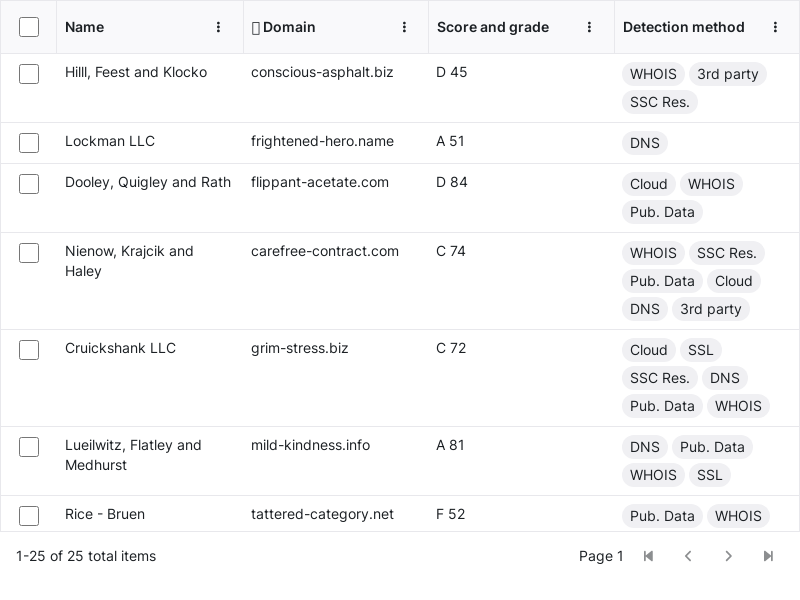 Name Domain Score and grade Detection method
Hilll, Feest and Klocko conscious-asphalt.biz D 45 WHOIS 3rd party
SSC Res.
Lockman LLC frightened-hero.name A 51 DNS
Dooley, Quigley and Rath flippant-acetate.com D 84 Cloud WHOIS
Pub. Data
Nienow, Krajcik and carefree-contract.com C 74 WHOIS SSC Res.
Haley Pub. Data Cloud
DNS 3rd party
Cruickshank LLC grim-stress.biz C 72 Cloud SSL
SSC Res. DNS
Pub. Data WHOIS
Lueilwitz, Flatley and mild-kindness.info A 81 DNS Pub. Data
Medhurst WHOIS SSL
Rice - Bruen tattered-category.net F 52 Pub. Data WHOIS
1-25 of 25 total items Page 1